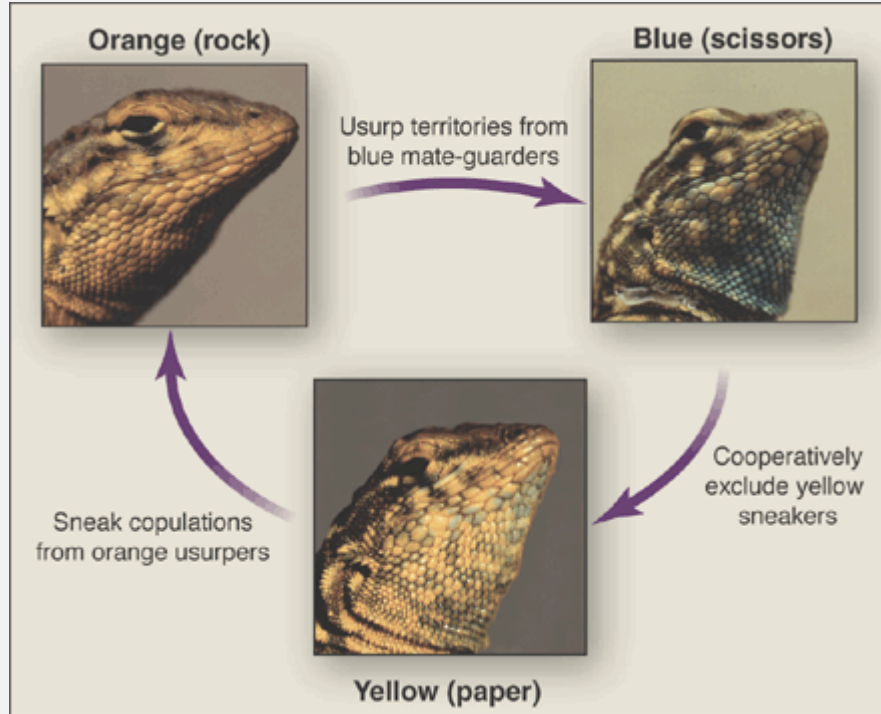 Orange (rock)
Blue (scissors)
Usurp territories from
blue mate-guarders
Cooperatively
exclude yellow
sneakers
Sneak copulations
from orange usurpers
Yellow (paper)